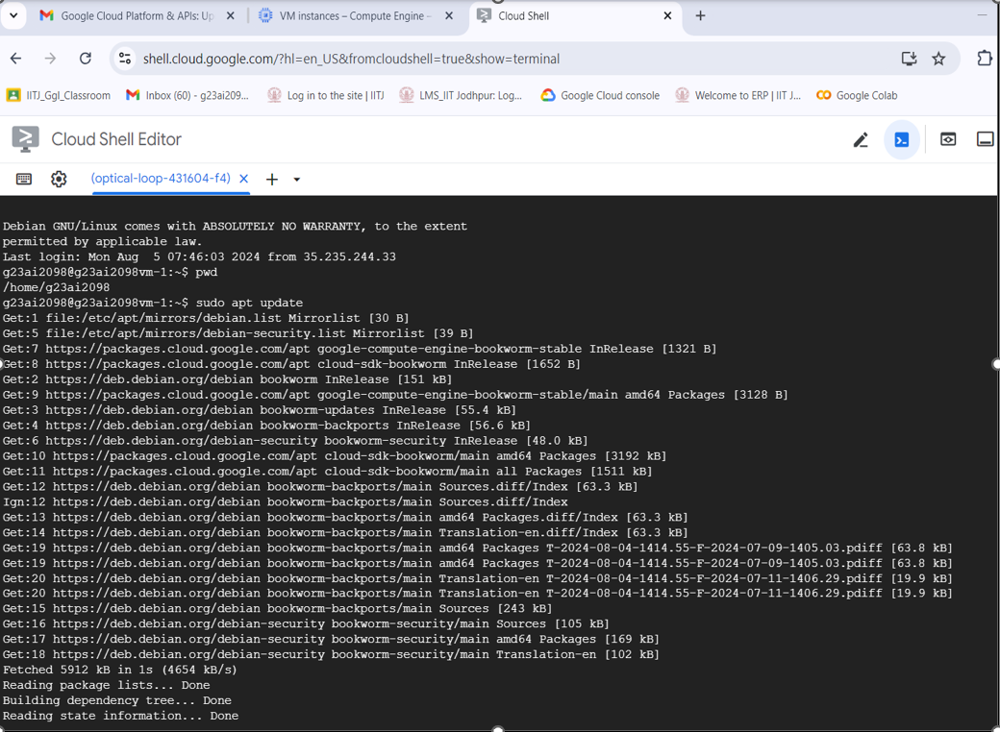 Google Cloud Platform & APIs: Up
VM instances – Compute Engine –
Cloud Shell
shell.cloud.google.com/?hl=en_US&fromcloudshell=true&show=terminal
IITJ_Ggl_Classroom
Inbox (60) - g23ai209...
Log in to the site | IITJ
LMS_IIT Jodhpur: Log...
Google Cloud console
Welcome to ERP | IIT J...
Google Colab
Cloud Shell Editor
(optical-loop-431604-f4)
Debian GNU/Linux comes with ABSOLUTELY NO WARRANTY, to the extent
permitted by applicable law.
Last login: Mon Aug  5 07:46:03 2024 from 35.235.244.33
g23ai2098@g23ai2098vm-1:~$ pwd
/home/g23ai2098
g23ai2098@g23ai2098vm-1:~$ sudo apt update
Get:1 file:/etc/apt/mirrors/debian.list Mirrorlist [30 B]
Get:5 file:/etc/apt/mirrors/debian-security.list Mirrorlist [39 B]
Get:7 https://packages.cloud.google.com/apt google-compute-engine-bookworm-stable InRelease [1321 B]
Get:8 https://packages.cloud.google.com/apt cloud-sdk-bookworm InRelease [1652 B]
Get:2 https://deb.debian.org/debian bookworm InRelease [151 kB]
Get:9 https://packages.cloud.google.com/apt google-compute-engine-bookworm-stable/main amd64 Packages [3128 B]
Get:3 https://deb.debian.org/debian bookworm-updates InRelease [55.4 kB]
Get:4 https://deb.debian.org/debian bookworm-backports InRelease [56.6 kB]
Get:6 https://deb.debian.org/debian-security bookworm-security InRelease [48.0 kB]
Get:10 https://packages.cloud.google.com/apt cloud-sdk-bookworm/main amd64 Packages [3192 kB]
Get:11 https://packages.cloud.google.com/apt cloud-sdk-bookworm/main all Packages [1511 kB]
Get:12 https://deb.debian.org/debian bookworm-backports/main Sources.diff/Index [63.3 kB]
Ign:12 https://deb.debian.org/debian bookworm-backports/main Sources.diff/Index
Get:13 https://deb.debian.org/debian bookworm-backports/main amd64 Packages.diff/Index [63.3 kB]
Get:14 https://deb.debian.org/debian bookworm-backports/main Translation-en.diff/Index [63.3 kB]
Get:19 https://deb.debian.org/debian bookworm-backports/main amd64 Packages T-2024-08-04-1414.55-F-2024-07-09-1405.03.pdiff [63.8 kB]
Get:19 https://deb.debian.org/debian bookworm-backports/main amd64 Packages T-2024-08-04-1414.55-F-2024-07-09-1405.03.pdiff [63.8 kB]
Get:20 https://deb.debian.org/debian bookworm-backports/main Translation-en T-2024-08-04-1414.55-F-2024-07-11-1406.29.pdiff [19.9 kB]
Get:20 https://deb.debian.org/debian bookworm-backports/main Translation-en T-2024-08-04-1414.55-F-2024-07-11-1406.29.pdiff [19.9 kB]
Get:15 https://deb.debian.org/debian bookworm-backports/main Sources [243 kB]
Get:16 https://deb.debian.org/debian-security bookworm-security/main Sources [105 kB]
Get:17 https://deb.debian.org/debian-security bookworm-security/main amd64 Packages [169 kB]
Get:18 https://deb.debian.org/debian-security bookworm-security/main Translation-en [102 kB]
Fetched 5912 kB in 1s (4654 kB/s)
Reading package lists... Done
Building dependency tree... Done
Reading state information... Done